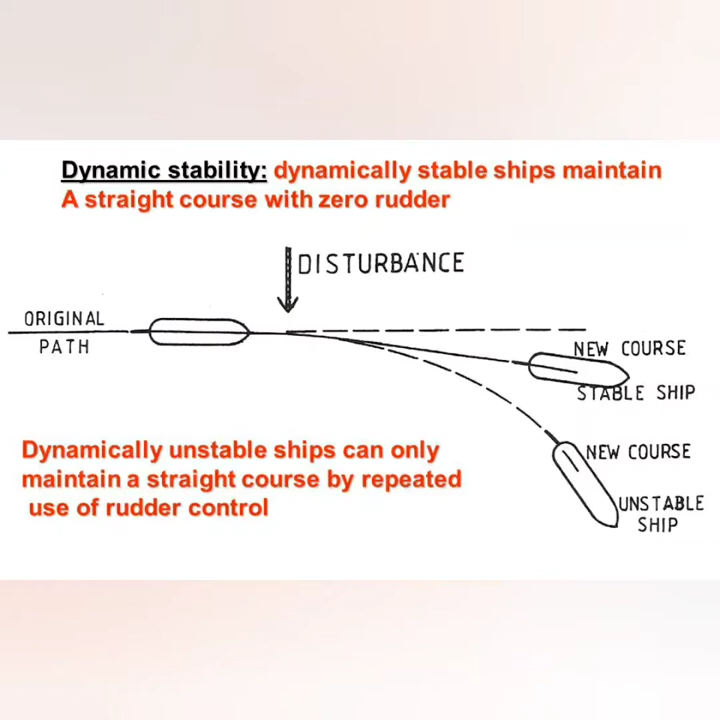 Dynamic stability: dynamically stable ships maintain
A straight course with zero rudder
DISTURBANCE
ORIGINAL
PATH
NEW COURSE
STABLE SHIP
Dynamically unstable ships can only
maintain a straight course by repeated
use of rudder control
NEW COURSE
UNSTABLE
SHIP